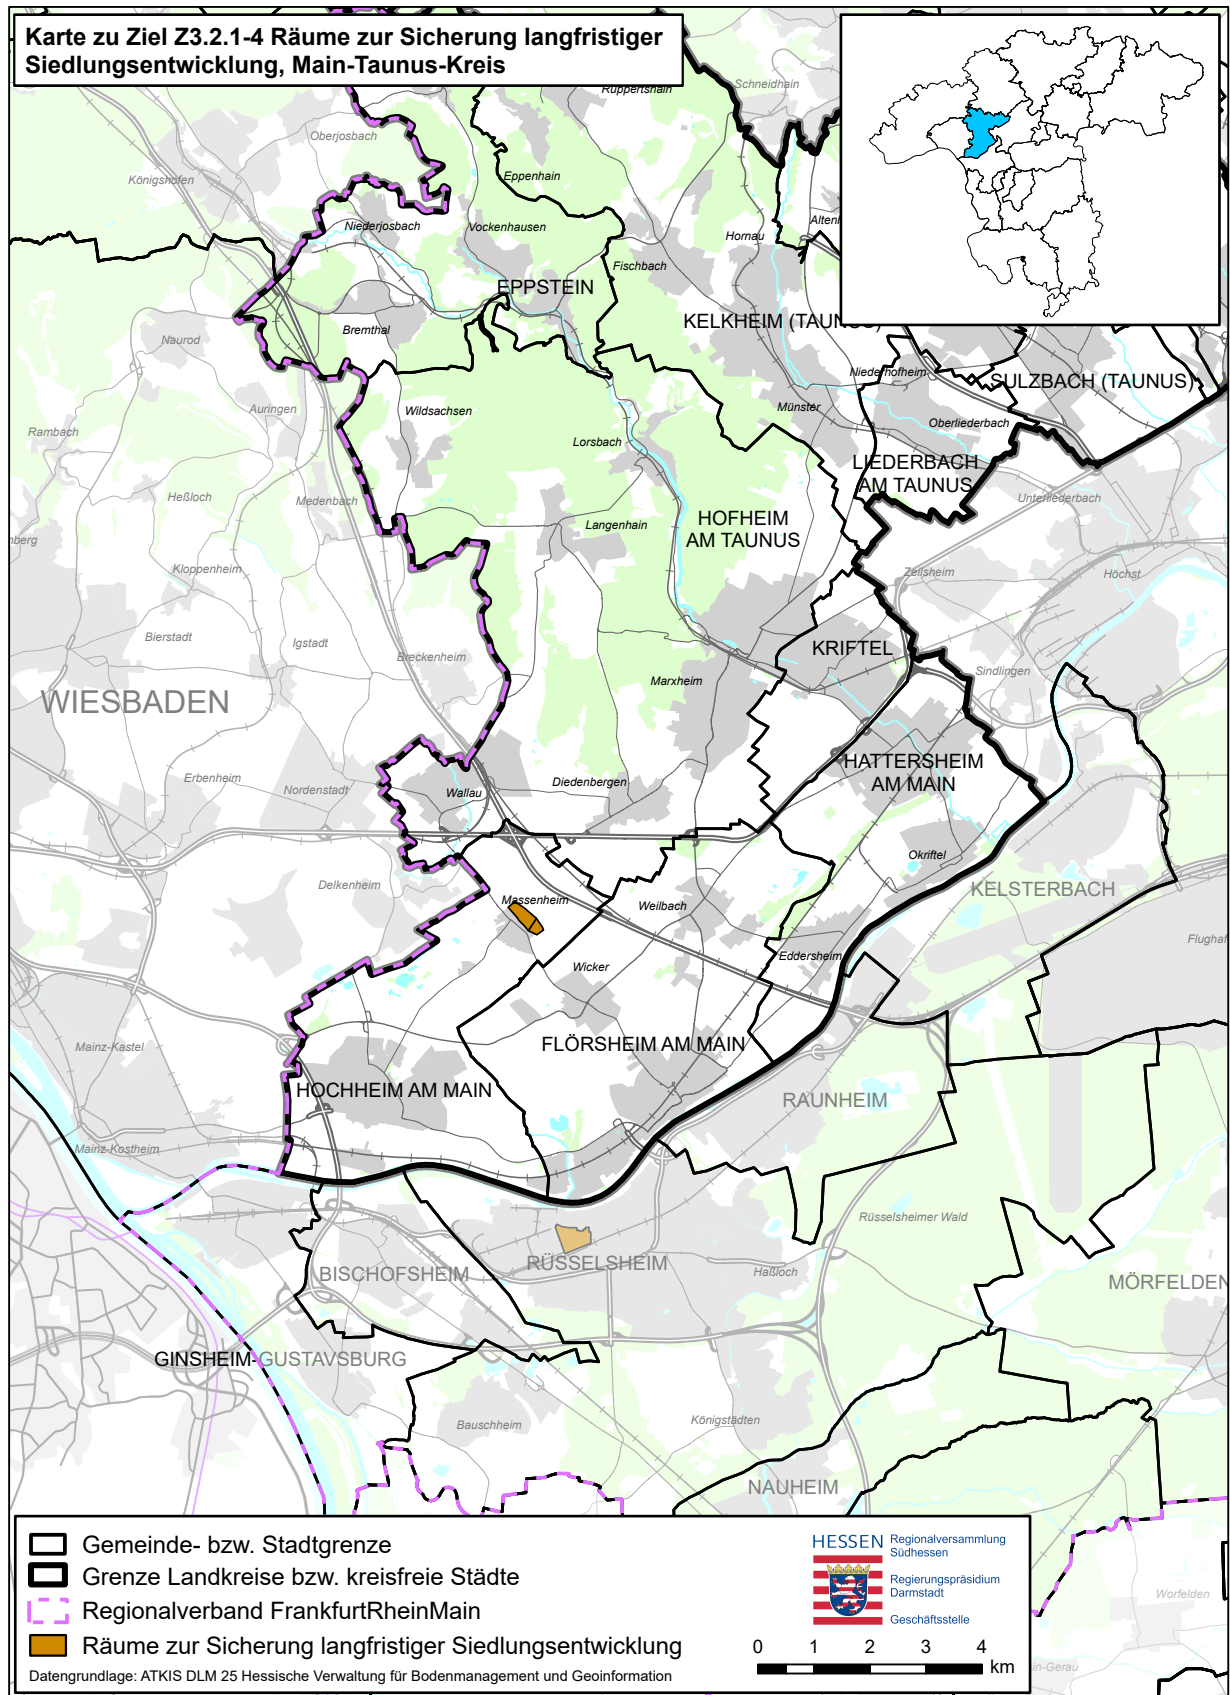 Karte zu Ziel Z3.2.1-4 Räume zur Sicherung langfristiger
Siedlungsentwicklung, Main-Taunus-Kreis
Schneidhain
Ruppertshain
Oberjosbach
Königshofen
Eppenhain
Niederjosbach
Vockenhausen
Hornau
Fischbach
EPPSTEIN
KELKHEIM (TAUNUS)
Bremthal
Naurod
Niederhofheim
SULZBACH (TAUNUS)
Auringen
Wildsachsen
Münster
Oberliederbach
Rambach
Lorsbach
LIEDERBACH
AM TAUNUS
Heßloch
Medenbach
Unterliederbach
Langenhain
HOFHEIM
AM TAUNUS
Kloppenheim
Zeilsheim
Höchst
Bierstadt
Igstadt
KRIFTEL
Breckenheim
Sindlingen
Marxheim
WIESBADEN
HATTERSHEIM
AM MAIN
Erbenheim
Nordenstadt
Wallau
Diedenbergen
Okriftel
Delkenheim
KELSTERBACH
Massenheim
Weilbach
Eddersheim
Wicker
Mainz-Kastel
FLÖRSHEIM AM MAIN
HOCHHEIM AM MAIN
RAUNHEIM
Mainz-Kostheim
Rüsselsheimer Wald
RÜSSELSHEIM
BISCHOFSHEIM
Haßloch
MÖRFELDEN
GINSHEIM-GUSTAVSBURG
Bauschheim
Königstädten
NAUHEIM
Worfelden
Gemeinde- bzw. Stadtgrenze
Grenze Landkreise bzw. kreisfreie Städte
Regionalverband FrankfurtRheinMain
Räume zur Sicherung langfristiger Siedlungsentwicklung
Datengrundlage: ATKIS DLM 25 Hessische Verwaltung für Bodenmanagement und Geoinformation
HESSEN
Regionalversammlung
Südhessen
Regierungspräsidium
Darmstadt
Geschäftsstelle
0 1 2 3 4
km